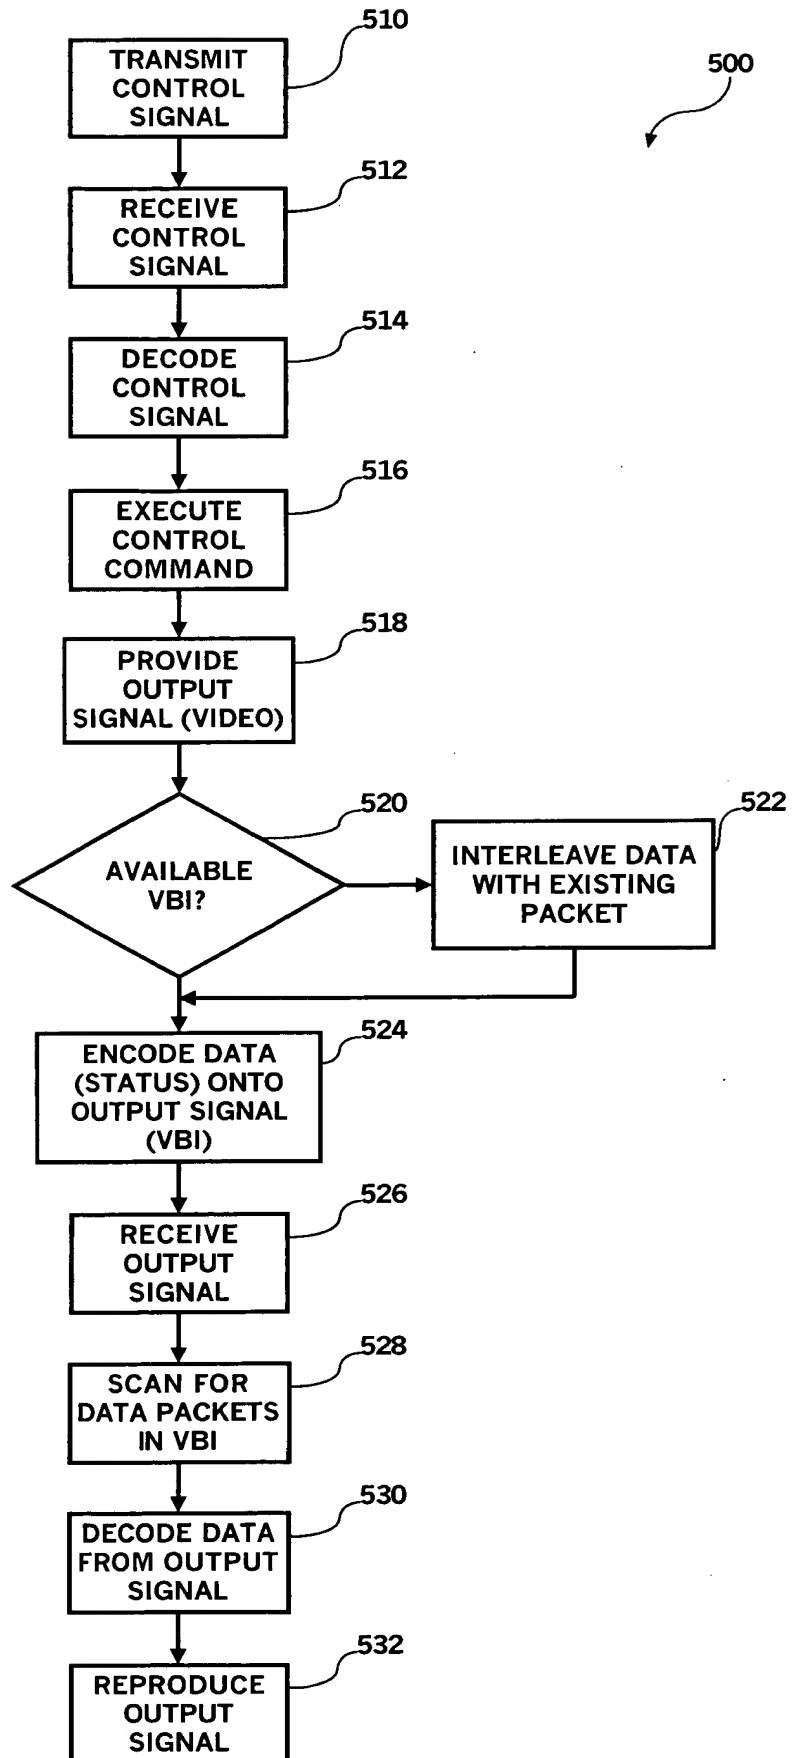 510
TRANSMIT
CONTROL
SIGNAL
500
512
RECEIVE
CONTROL
SIGNAL
514
DECODE
CONTROL
SIGNAL
516
EXECUTE
CONTROL
COMMAND
518
PROVIDE
OUTPUT
SIGNAL (VIDEO)
520
AVAILABLE
VBI?
522
INTERLEAVE DATA
WITH EXISTING
PACKET
524
ENCODE DATA
(STATUS) ONTO
OUTPUT SIGNAL
(VBI)
526
RECEIVE
OUTPUT
SIGNAL
528
SCAN FOR
DATA PACKETS
IN VBI
530
DECODE DATA
FROM OUTPUT
SIGNAL
532
REPRODUCE
OUTPUT
SIGNAL